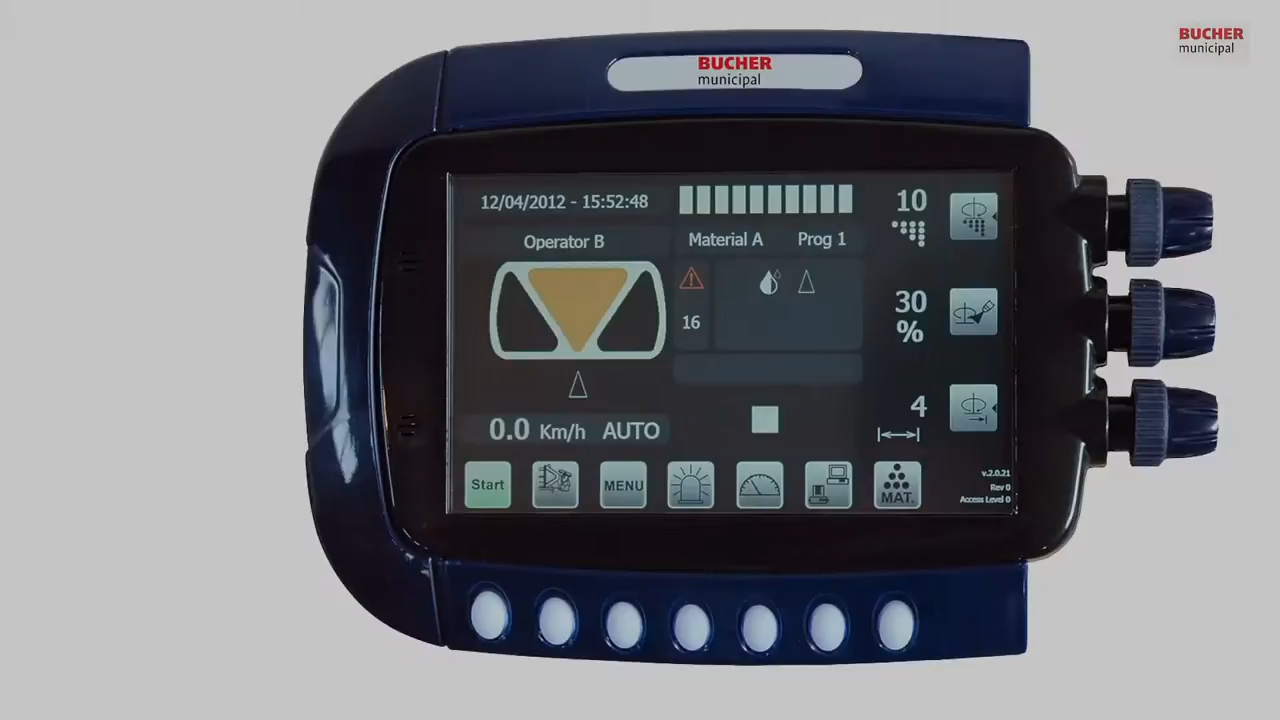 BUCHER
municipal
BUCHER
municipal
12/04/2012 - 15:52:48
10
Operator B
Material A
Prog 1
16
30
%
4
0.0 Km/h AUTO
Start
MENU
MAT.
v.2.0.21
Rev 0
Access Level 0